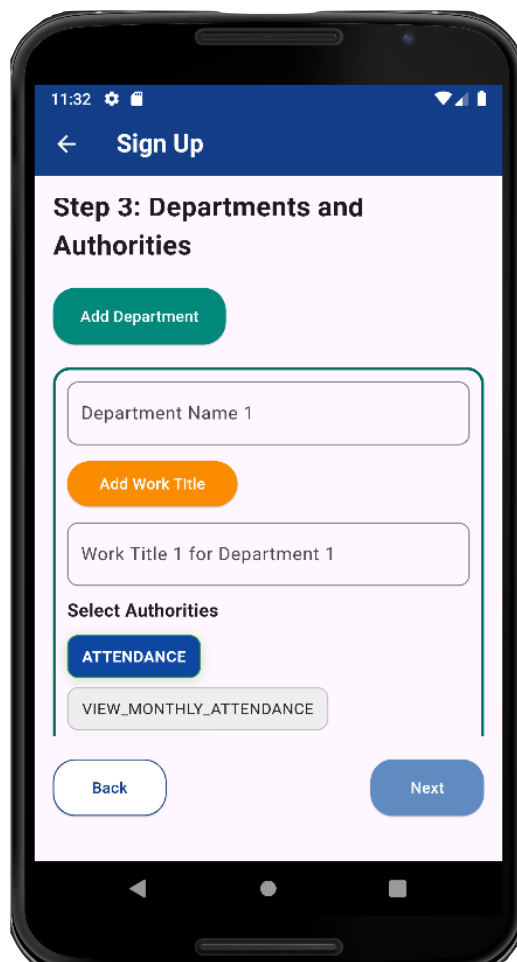 11:32
Sign Up
Step 3: Departments and
Authorities
Add Department
Department Name 1
Add Work Title
Work Title 1 for Department 1
Select Authorities
ATTENDANCE
VIEW_MONTHLY_ATTENDANCE
Back
Next